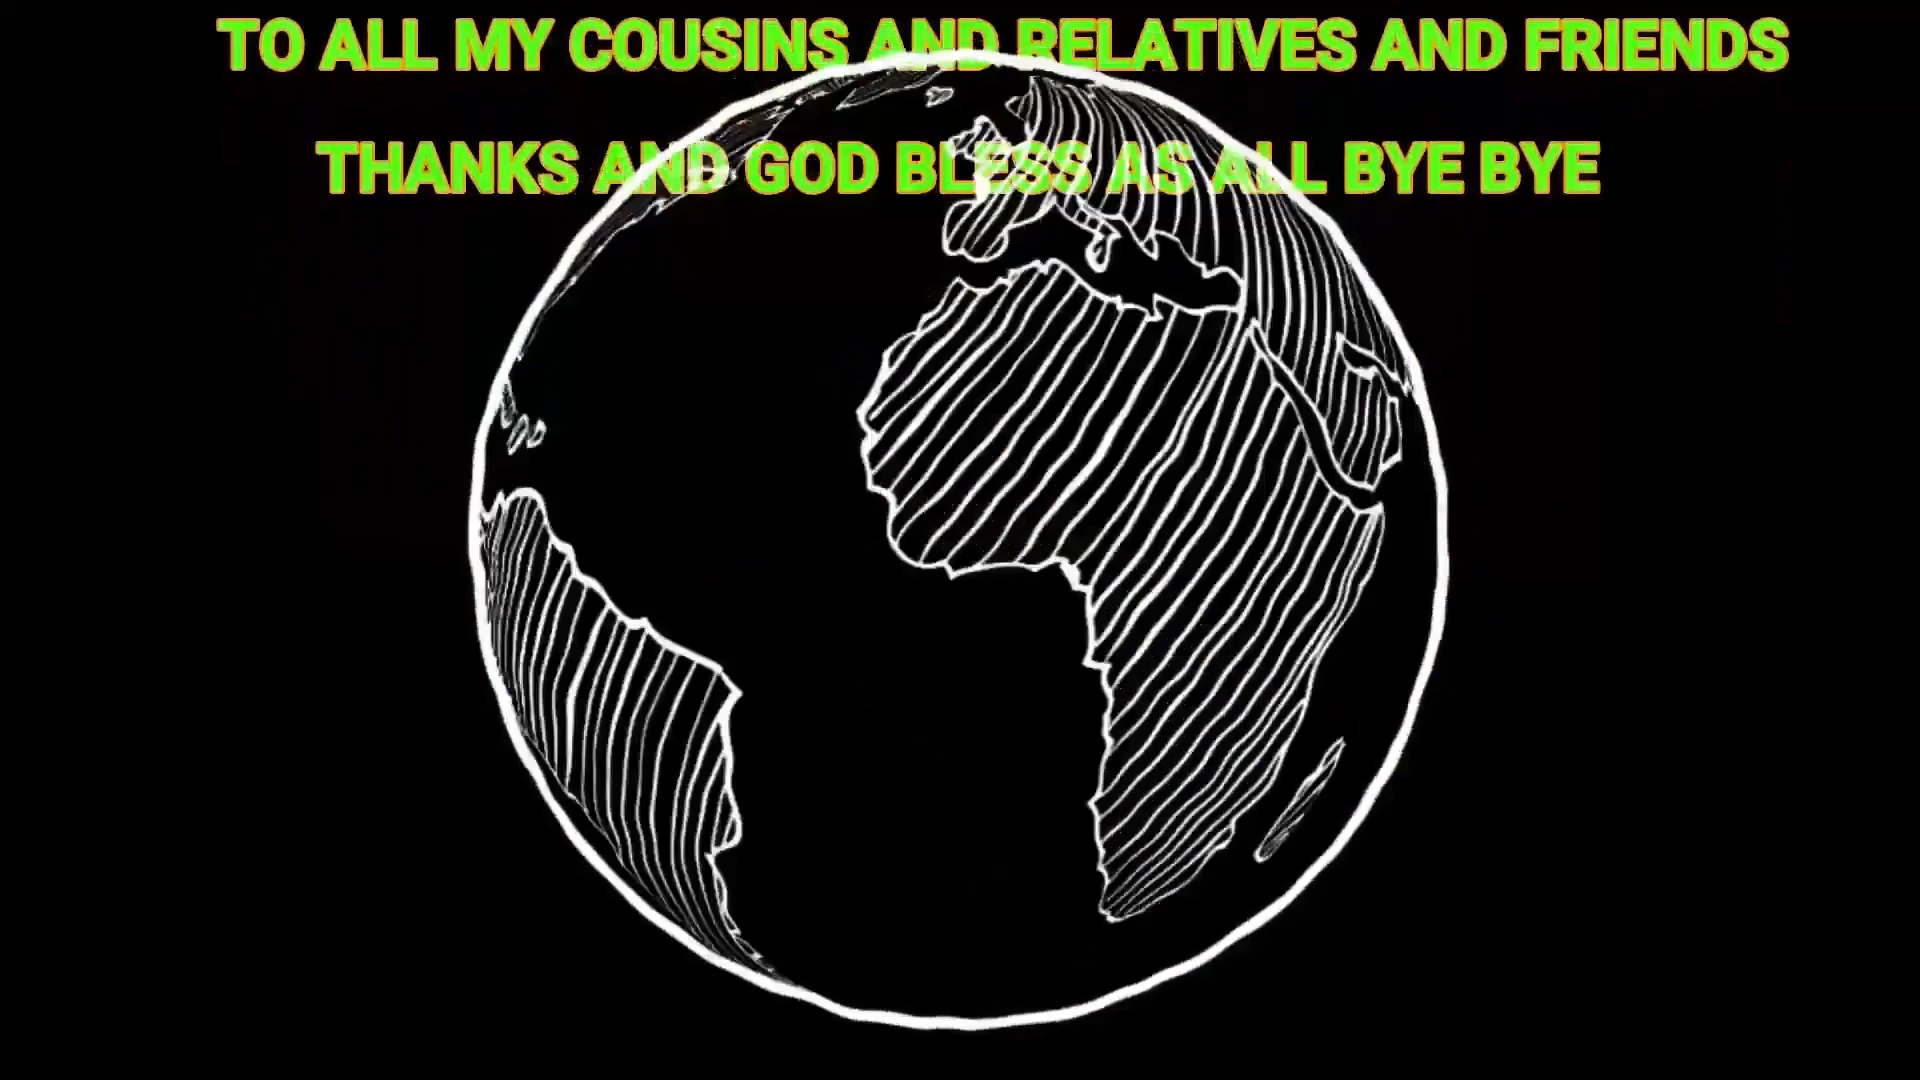 TO ALL MY COUSINS AND RELATIVES AND FRIENDS
THANKS AND GOD BLESS AS ALL BYE BYE